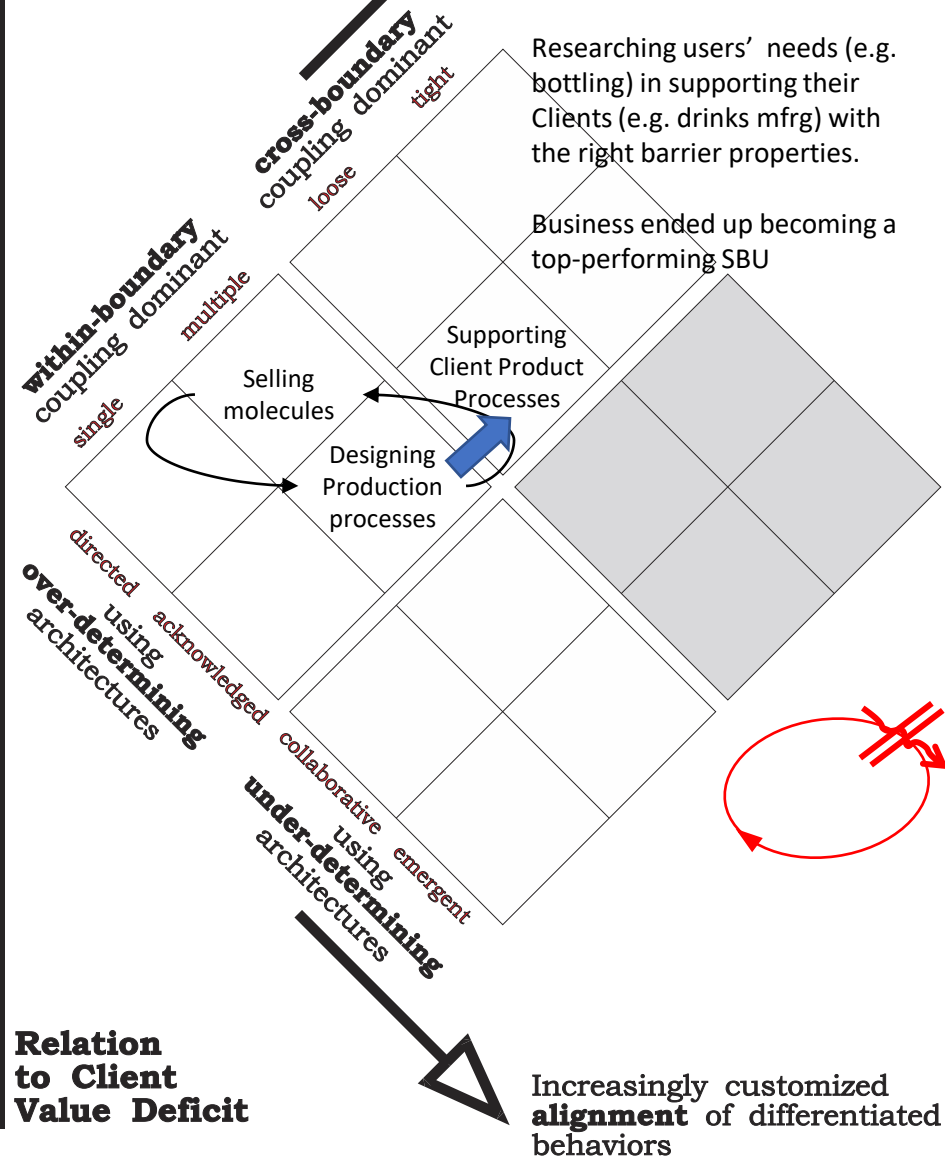 Researching users’ needs (e.g.
bottling) in supporting their
Clients (e.g. drinks mfrg) with
the right barrier properties.
Business ended up becoming a
top-performing SBU
cross-boundary
coupling dominant
tight
loose
within-boundary
coupling dominant
multiple
single
Supporting
Client Product
Processes
Selling
molecules
Designing
Production
processes
directed
acknowledged
over-determining
using
architectures
collaborative
emergent
under-determining
using
architectures
Relation
to Client
Value Deficit
Increasingly customized
alignment of differentiated
behaviors